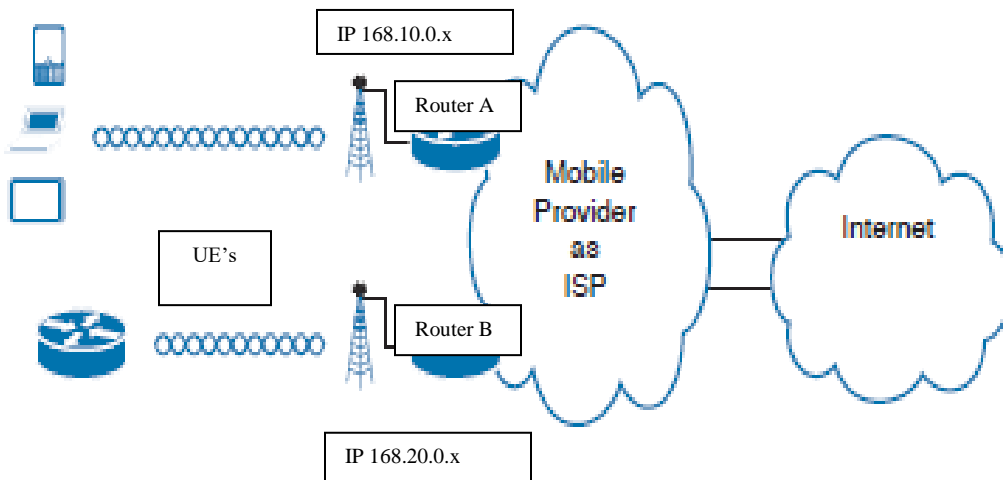 IP 168.10.0.x
Router A
Mobile
Provider
as
ISP
Internet
UE's
Router B
IP 168.20.0.x